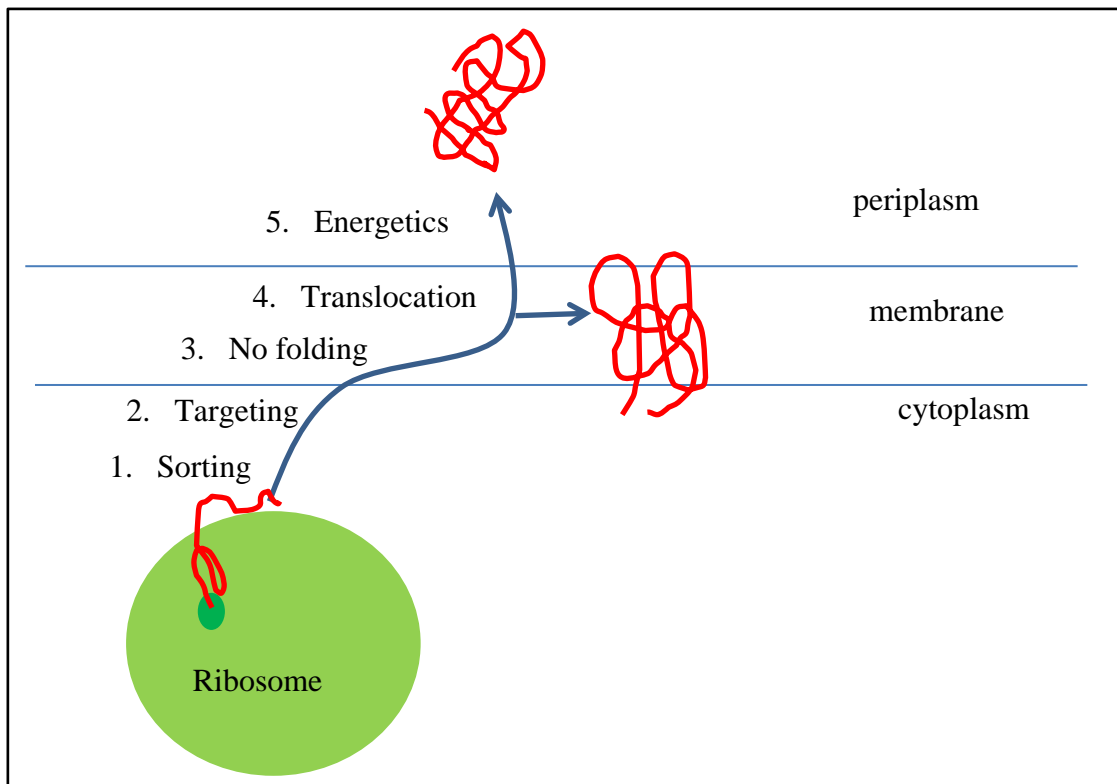 periplasm
5. Energetics
4. Translocation
membrane
3. No folding
2. Targeting
cytoplasm
1. Sorting
Ribosome